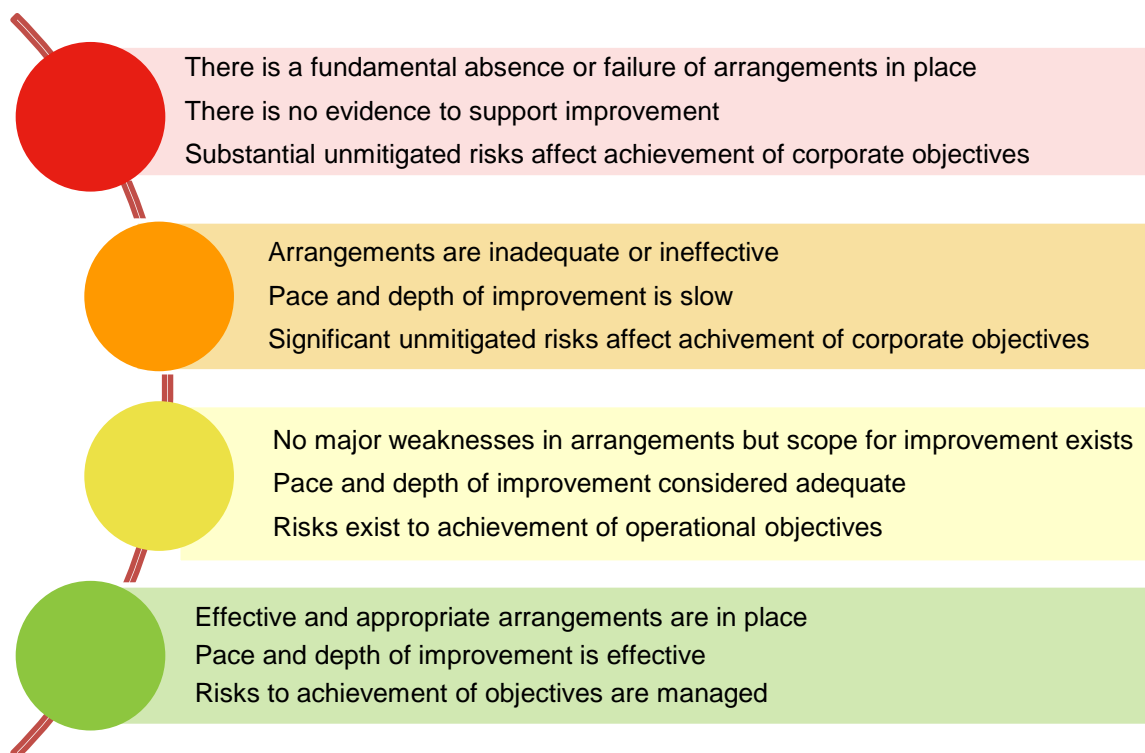 There is a fundamental absence or failure of arrangements in place
There is no evidence to support improvement
Substantial unmitigated risks affect achievement of corporate objectives
Arrangements are inadequate or ineffective
Pace and depth of improvement is slow
Significant unmitigated risks affect achivement of corporate objectives
No major weaknesses in arrangements but scope for improvement exists
Pace and depth of improvement considered adequate
Risks exist to achievement of operational objectives
Effective and appropriate arrangements are in place
Pace and depth of improvement is effective
Risks to achievement of objectives are managed